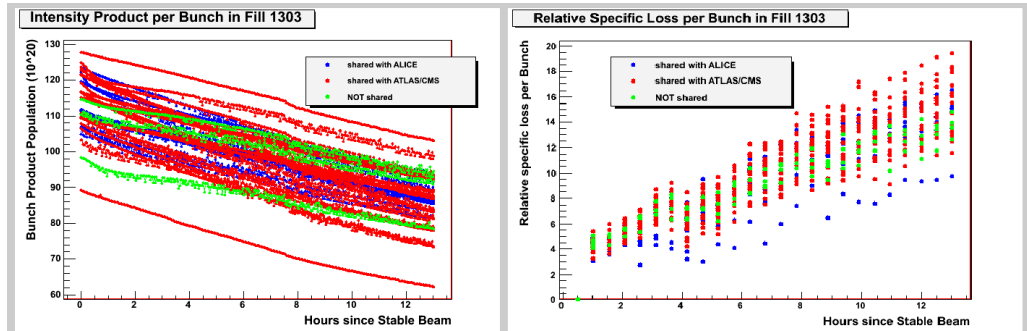 Intensity Product per Bunch in Fill 1303
Bunch Product Population (10^20)
130
120
110
100
90
80
70
60
shared with ALICE
shared with ATLAS/CMS
NOT shared
0 2 4 6 8 10 12
Hours since Stable Beam
Relative Specific Loss per Bunch in Fill 1303
Relative specific loss per Bunch
20
18
16
14
12
10
8
6
4
2
0
shared with ALICE
shared with ATLAS/CMS
NOT shared
0 2 4 6 8 10 12
Hours since Stable Beam